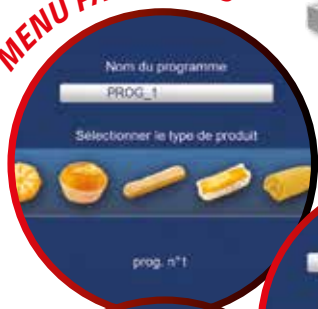 MENU
Nom du programme
PROG_1
Sélectionner le type de produit
prog. n°1